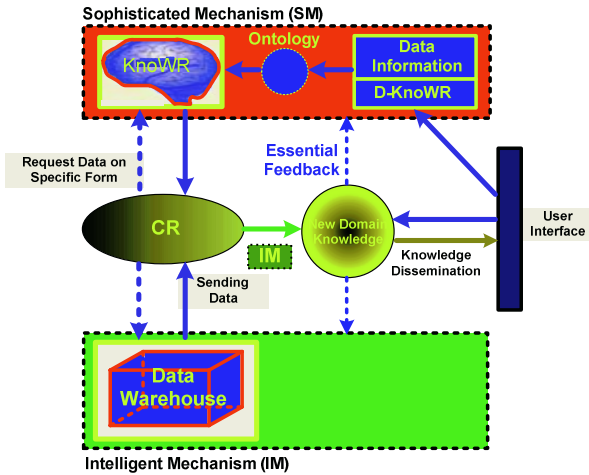 Sophisticated Mechanism (SM)
Ontology
KnoWR
Data
Information
D-KnoWR
Request Data on
Specific Form
Essential
Feedback
CR
New Domain
Knowledge
IM
User
Interface
Knowledge
Dissemination
Sending
Data
Data
Warehouse
Intelligent Mechanism (IM)